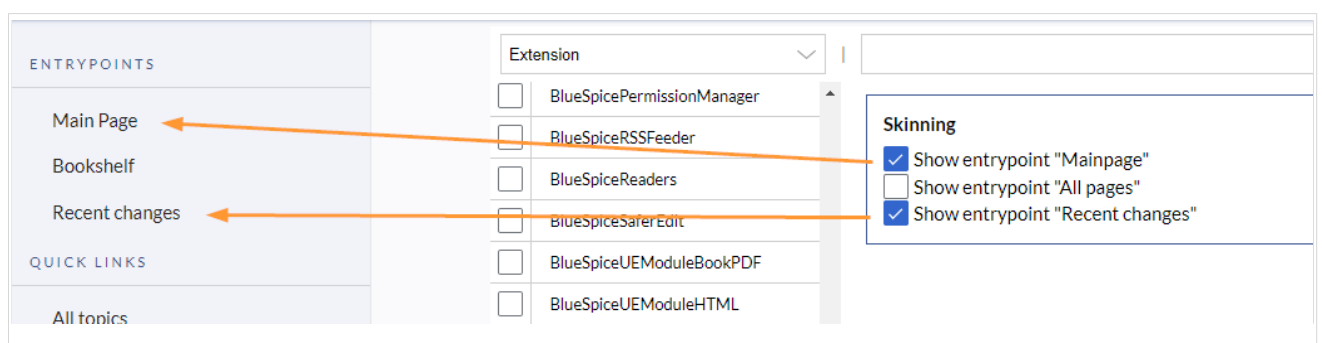 ENTRYPOINTS
Main Page
Bookshelf
Recent changes
QUICK LINKS
All topics
Extension
|
BlueSpicePermissionManager
BlueSpiceRSSFeeder
BlueSpiceReaders
BlueSpiceSaferEdit
BlueSpiceUEModuleBookPDF
BlueSpiceUEModuleHTML
Skinning
Show entrypoint "Mainpage"
Show entrypoint "All pages"
Show entrypoint "Recent changes"